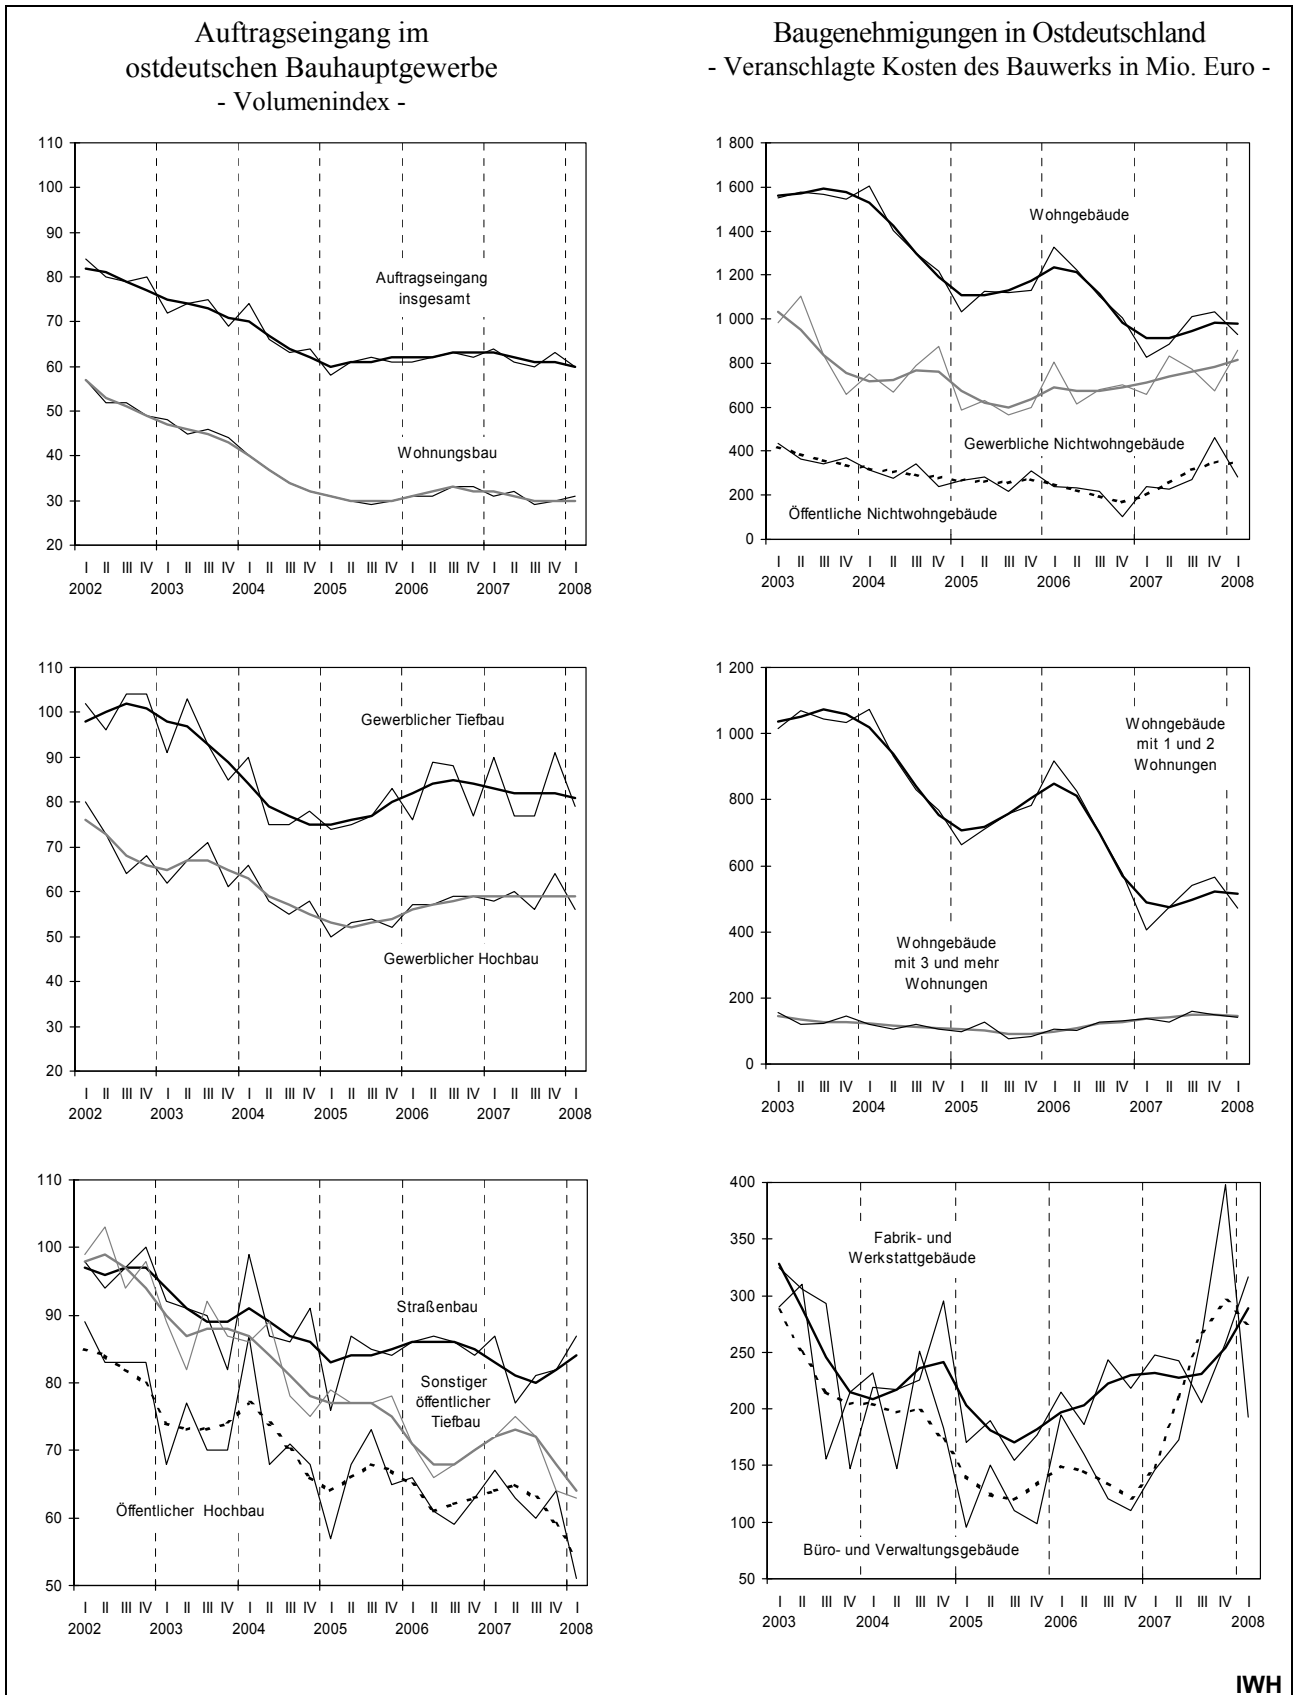 Auftragseingang im
ostdeutschen Bauhauptgewerbe
- Volumenindex -
110
100
90
80
70
60
50
40
30
20
Auftragseingang
insgesamt
Wohnungsbau
I II III IV I II III IV I II III IV I II III IV I II III IV I II III IV I
2002 2003 2004 2005 2006 2007 2008
110
100
90
80
70
60
50
40
30
20
Gewerblicher Tiefbau
Gewerblicher Hochbau
I II III IV I II III IV I II III IV I II III IV I II III IV I II III IV I
2002 2003 2004 2005 2006 2007 2008
110
100
90
80
70
60
50
Straßenbau
Sonstiger
öffentlicher
Tiefbau
Öffentlicher Hochbau
I II III IV I II III IV I II III IV I II III IV I II III IV I II III IV I
2002 2003 2004 2005 2006 2007 2008
Baugenehmigungen in Ostdeutschland
- Veranschlagte Kosten des Bauwerks in Mio. Euro -
1 800
1 600
1 400
1 200
1 000
800
600
400
200
0
Wohngebäude
Gewerbliche Nichtwohngebäude
Öffentliche Nichtwohngebäude
I II III IV I II III IV I II III IV I II III IV I II III IV I
2003 2004 2005 2006 2007 2008
1 200
1 000
800
600
400
200
0
Wohngebäude
mit 1 und 2
Wohnungen
Wohngebäude
mit 3 und mehr
Wohnungen
I II III IV I II III IV I II III IV I II III IV I II III IV I
2003 2004 2005 2006 2007 2008
400
350
300
250
200
150
100
50
Fabrik- und
Werkstattgebäude
Büro- und Verwaltungsgebäude
I II III IV I II III IV I II III IV I II III IV I II III IV I
2003 2004 2005 2006 2007 2008
IWH